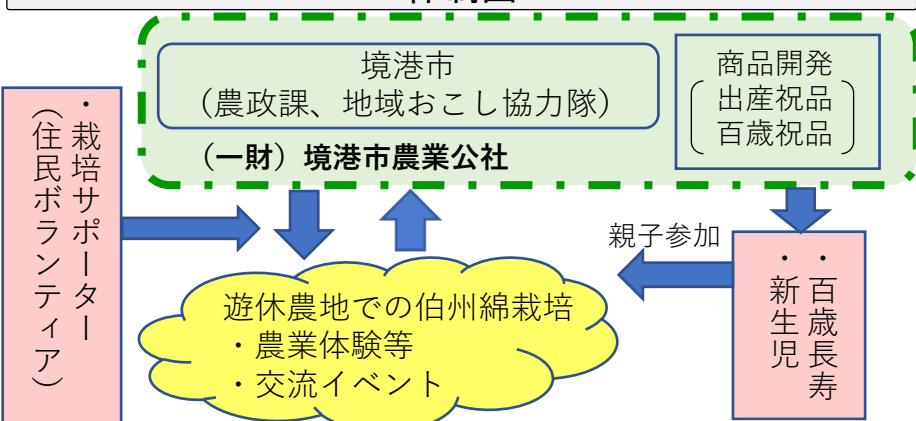 境港市
（農政課、地域おこし協力隊）
（一財）境港市農業公社
商品開発
出産祝品
百歳祝品
・栽培サポーター
（住民ボランティア）
親子参加
遊休農地での伯州綿栽培
・農業体験等
・交流イベント
・百歳長寿
・新生児